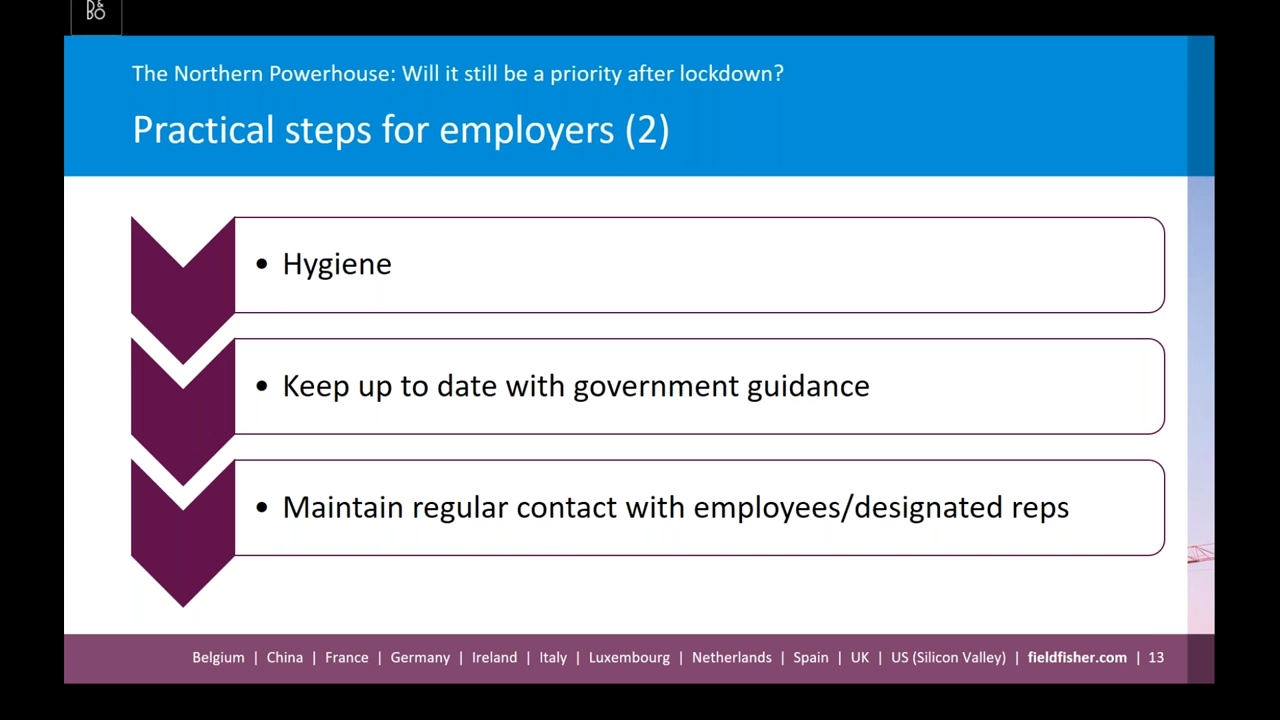 B&
BO
The Northern Powerhouse: Will it still be a priority after lockdown?
Practical steps for employers (2)
• Hygiene
• Keep up to date with government guidance
• Maintain regular contact with employees/designated reps
Belgium | China | France | Germany | Ireland | Italy | Luxembourg | Netherlands | Spain | UK | US (Silicon Valley) | fieldfisher.com | 13